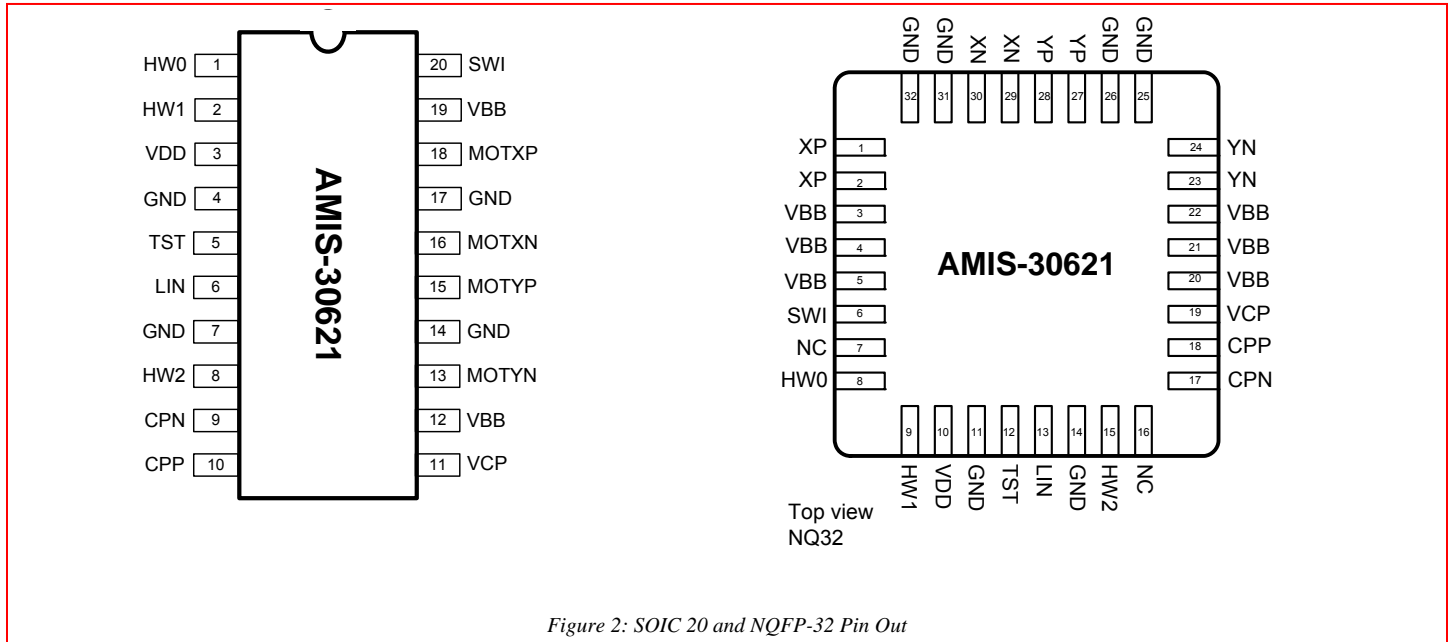 HW0 1
HW1 2
VDD 3
GND 4
TST 5
LIN 6
GND 7
HW2 8
CPN 9
CPP 10
AMIS-30621
20 SWI
19 VBB
18 MOTXP
17 GND
16 MOTXN
15 MOTYP
14 GND
13 MOTYN
12 VBB
11 VCP
GND GND XN XN YP YP GND GND
32 31 30 29 28 27 26 25
XP 1
XP 2
VBB 3
VBB 4
VBB 5
SWI 6
NC 7
HW0 8
AMIS-30621
24 YN
23 YN
22 VBB
21 VBB
20 VBB
19 VCP
18 CPP
17 CPN
9 10 11 12 13 14 15 16
HW1 VDD GND TST LIN GND HW2 NC
Top view
NQ32
Figure 2: SOIC 20 and NQFP-32 Pin Out